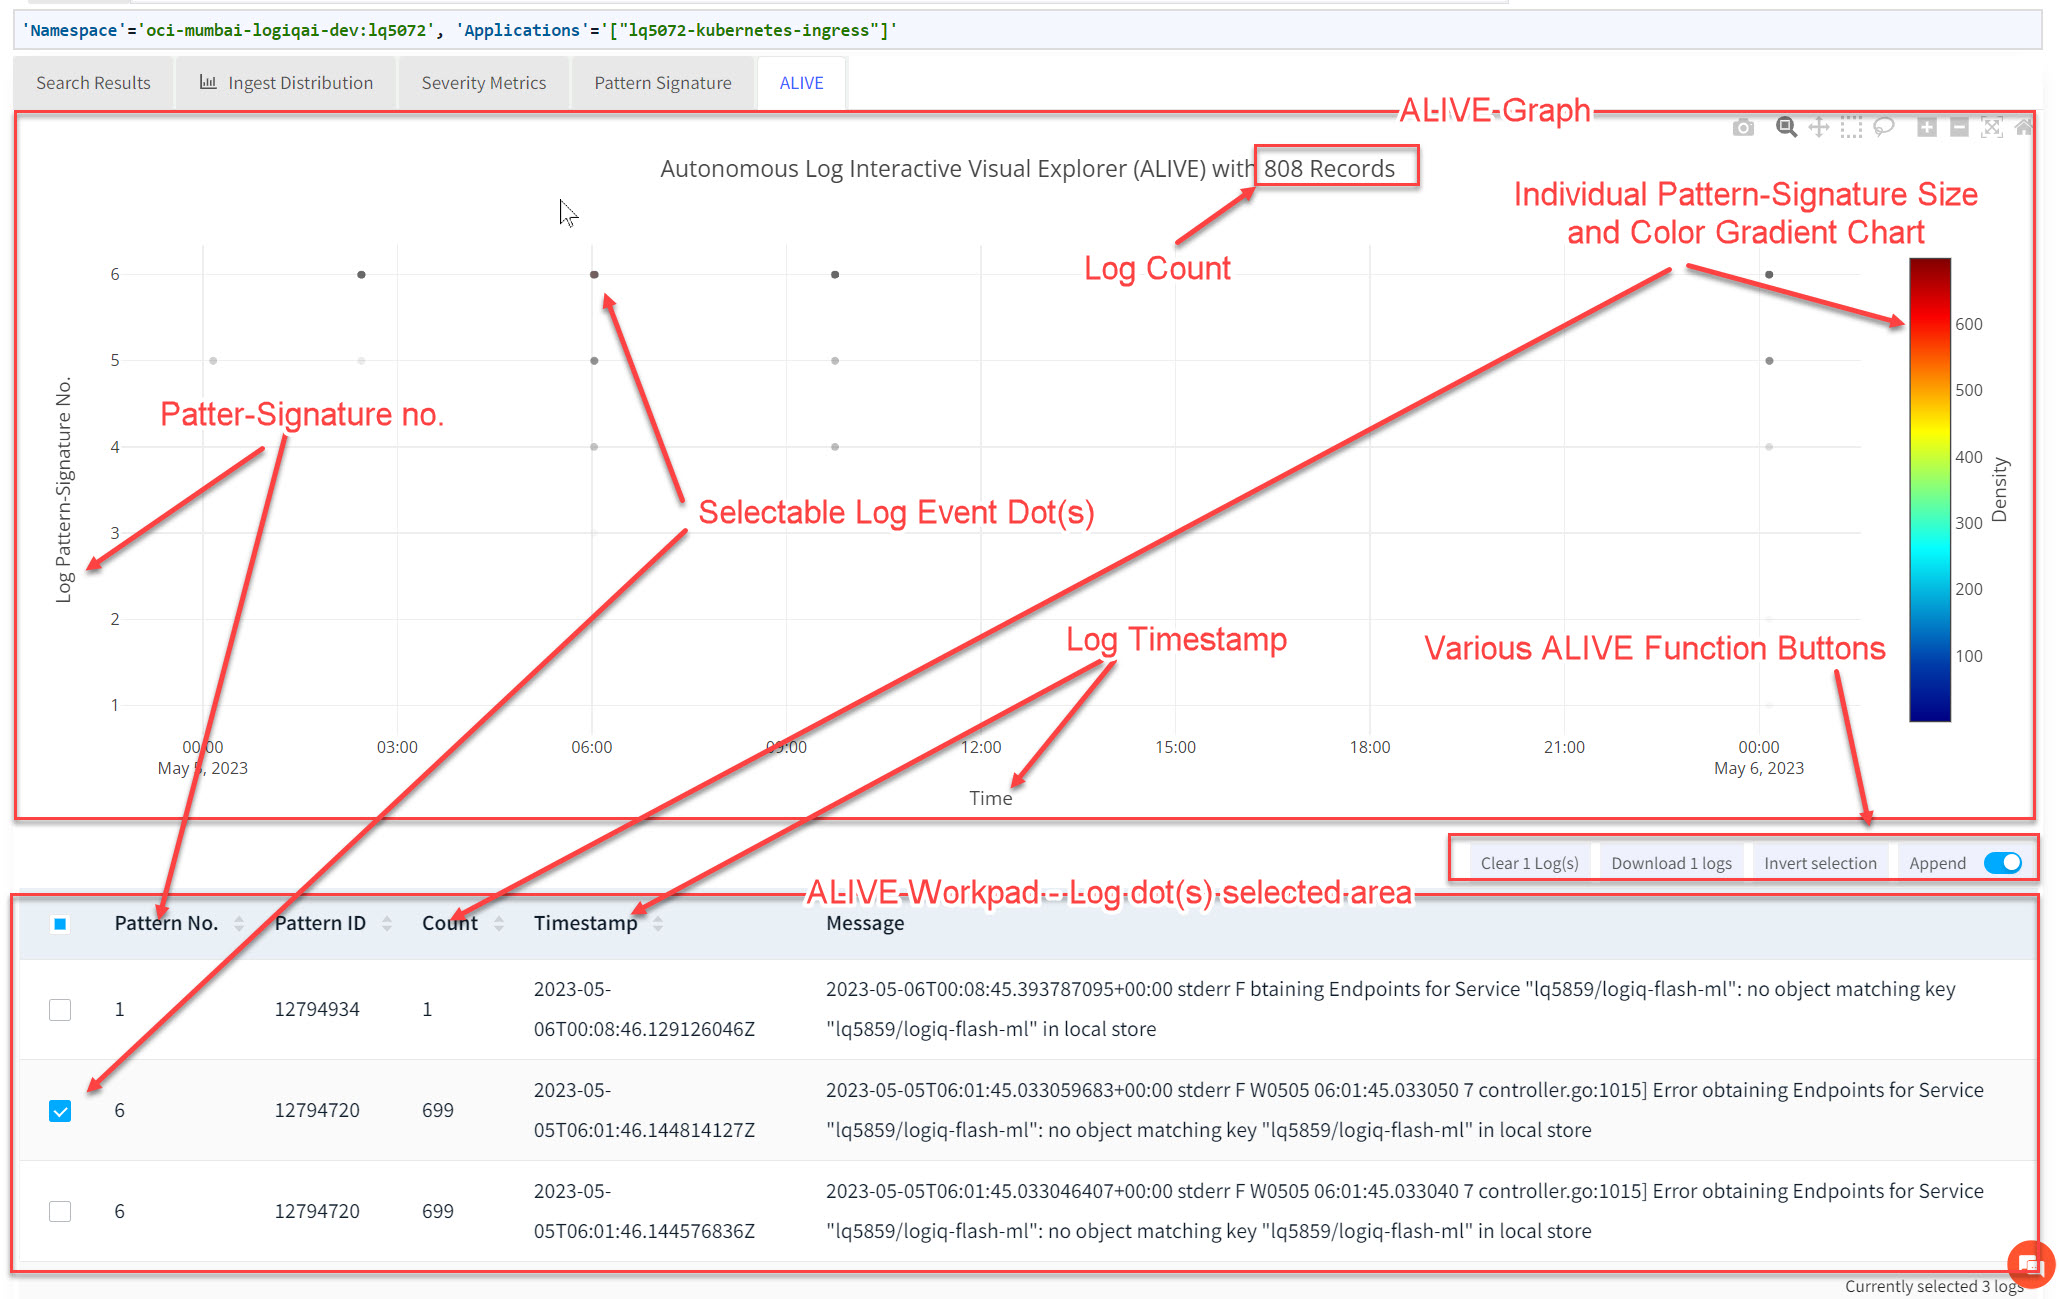 'Namespace'='oci-mumbai-logiqai-dev:lq5072', 'Applications'='["lq5072-kubernetes-ingress"]'
Search Results
Ingest Distribution
Severity Metrics
Pattern Signature
ALIVE
ALIVE Graph
Autonomous Log Interactive Visual Explorer (ALIVE) with 808 Records
Individual Pattern-Signature Size
and Color Gradient Chart
Log Count
6
5
4
3
2
1
Log Pattern-Signature No.
Patter-Signature no.
Selectable Log Event Dot(s)
Log Timestamp
Various ALIVE Function Buttons
600
500
400
300
200
100
Density
00:00
03:00
06:00
09:00
12:00
15:00
18:00
21:00
00:00
May 5, 2023
May 6, 2023
Time
Clear 1 Log(s)
Download 1 logs
Invert selection
Append
ALIVE Workpad - Log dot(s) selected area
Pattern No.
Pattern ID
Count
Timestamp
Message
1
12794934
1
2023-05-
06T00:08:46.129126046Z
2023-05-06T00:08:45.393787095+00:00 stderr F btaining Endpoints for Service "lq5859/logiq-flash-ml": no object matching key
"lq5859/logiq-flash-ml" in local store
6
12794720
699
2023-05-
05T06:01:46.144814127Z
2023-05-05T06:01:45.033059683+00:00 stderr F W0505 06:01:45.033050 7 controller.go:1015] Error obtaining Endpoints for Service
"lq5859/logiq-flash-ml": no object matching key "lq5859/logiq-flash-ml" in local store
6
12794720
699
2023-05-
05T06:01:46.144576836Z
2023-05-05T06:01:45.033046407+00:00 stderr F W0505 06:01:45.033040 7 controller.go:1015] Error obtaining Endpoints for Service
"lq5859/logiq-flash-ml": no object matching key "lq5859/logiq-flash-ml" in local store
Currently selected 3 logs